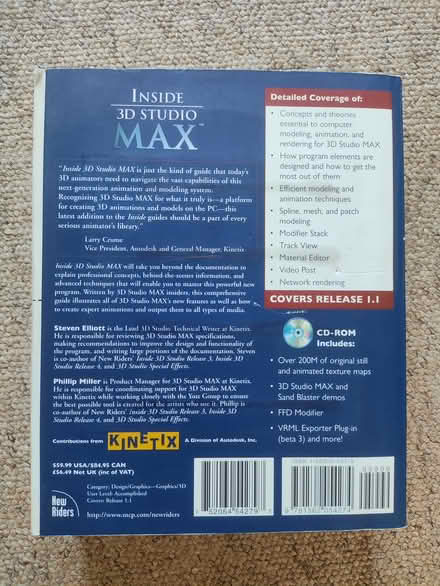 INSIDE
3D STUDIO
MAX™
"Inside 3D Studio MAX is just the kind of guide that today's
3D animators need to navigate the vast capabilities of this
next-generation animation and modeling system.
Recognizing 3D Studio MAX for what it truly is—a platform
for creating 3D animations and models on the PC—this
latest addition to the Inside guides should be a part of every
serious animator's library."
Larry Crume
Vice President, Autodesk and General Manager, Kinetix
Inside 3D Studio MAX will take you beyond the documentation to
explain professional concepts, behind-the-scenes information, and
advanced techniques that will enable you to master this powerful new
program. Written by 3D Studio MAX insiders, this comprehensive
guide illustrates all of 3D Studio MAX's new features as well as how
to create expert animations and output them to all types of media.
Steven Elliott is the Lead 3D Studio Technical Writer at Kinetix.
He is responsible for reviewing 3D Studio MAX specifications,
making recommendations to improve the design and functionality of
the program, and writing large portions of the documentation. Steven
is co-author of New Riders' Inside 3D Studio Release 3, Inside 3D
Studio Release 4, and 3D Studio Special Effects.
Phillip Miller is Product Manager for 3D Studio MAX at Kinetix.
He is responsible for coordinating support for 3D Studio MAX
within Kinetix while working closely with the Yost Group to ensure
the best possible tool is created for the artists who use it. Phillip is
co-author of New Riders' Inside 3D Studio Release 3, Inside 3D
Studio Release 4, and 3D Studio Special Effects.
Contributions from KINETIX A Division of Autodesk, Inc.
$59.99 USA/$84.95 CAN
£56.49 Net UK (inc of VAT)
New
Riders
Category: Design/Graphics—Graphics/3D
User Level: Accomplished
Covers Release 1.1
http://www.mcp.com/newriders
Detailed Coverage of:
• Concepts and theories
essential to computer
modeling, animation, and
rendering for 3D Studio MAX
• How program elements are
designed and how to get the
most out of them
• Efficient modeling and
animation techniques
• Spline, mesh, and patch
modeling
• Modifier Stack
• Track View
• Material Editor
• Video Post
• Network rendering
COVERS RELEASE 1.1
CD-ROM
Includes:
• Over 200M of original still
and animated texture maps
• 3D Studio MAX and
Sand Blaster demos
• FFD Modifier
• VRML Exporter Plug-in
(beta 3) and more!